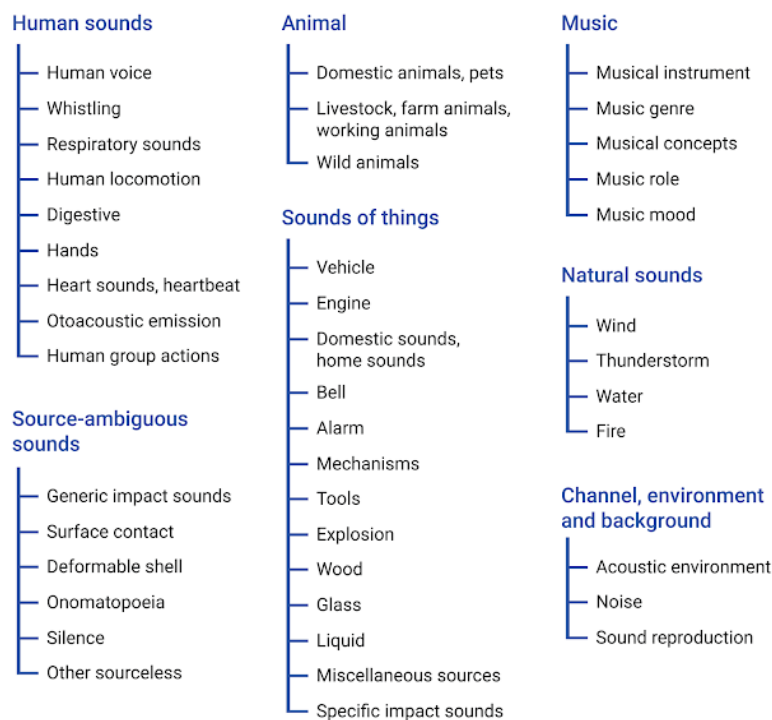 Human sounds
Human voice
Whistling
Respiratory sounds
Human locomotion
Digestive
Hands
Heart sounds, heartbeat
Otoacoustic emission
Human group actions
Source-ambiguous
sounds
Generic impact sounds
Surface contact
Deformable shell
Onomatopoeia
Silence
Other sourceless
Animal
Domestic animals, pets
Livestock, farm animals,
working animals
Wild animals
Sounds of things
Vehicle
Engine
Domestic sounds,
home sounds
Bell
Alarm
Mechanisms
Tools
Explosion
Wood
Glass
Liquid
Miscellaneous sources
Specific impact sounds
Music
Musical instrument
Music genre
Musical concepts
Music role
Music mood
Natural sounds
Wind
Thunderstorm
Water
Fire
Channel, environment
and background
Acoustic environment
Noise
Sound reproduction